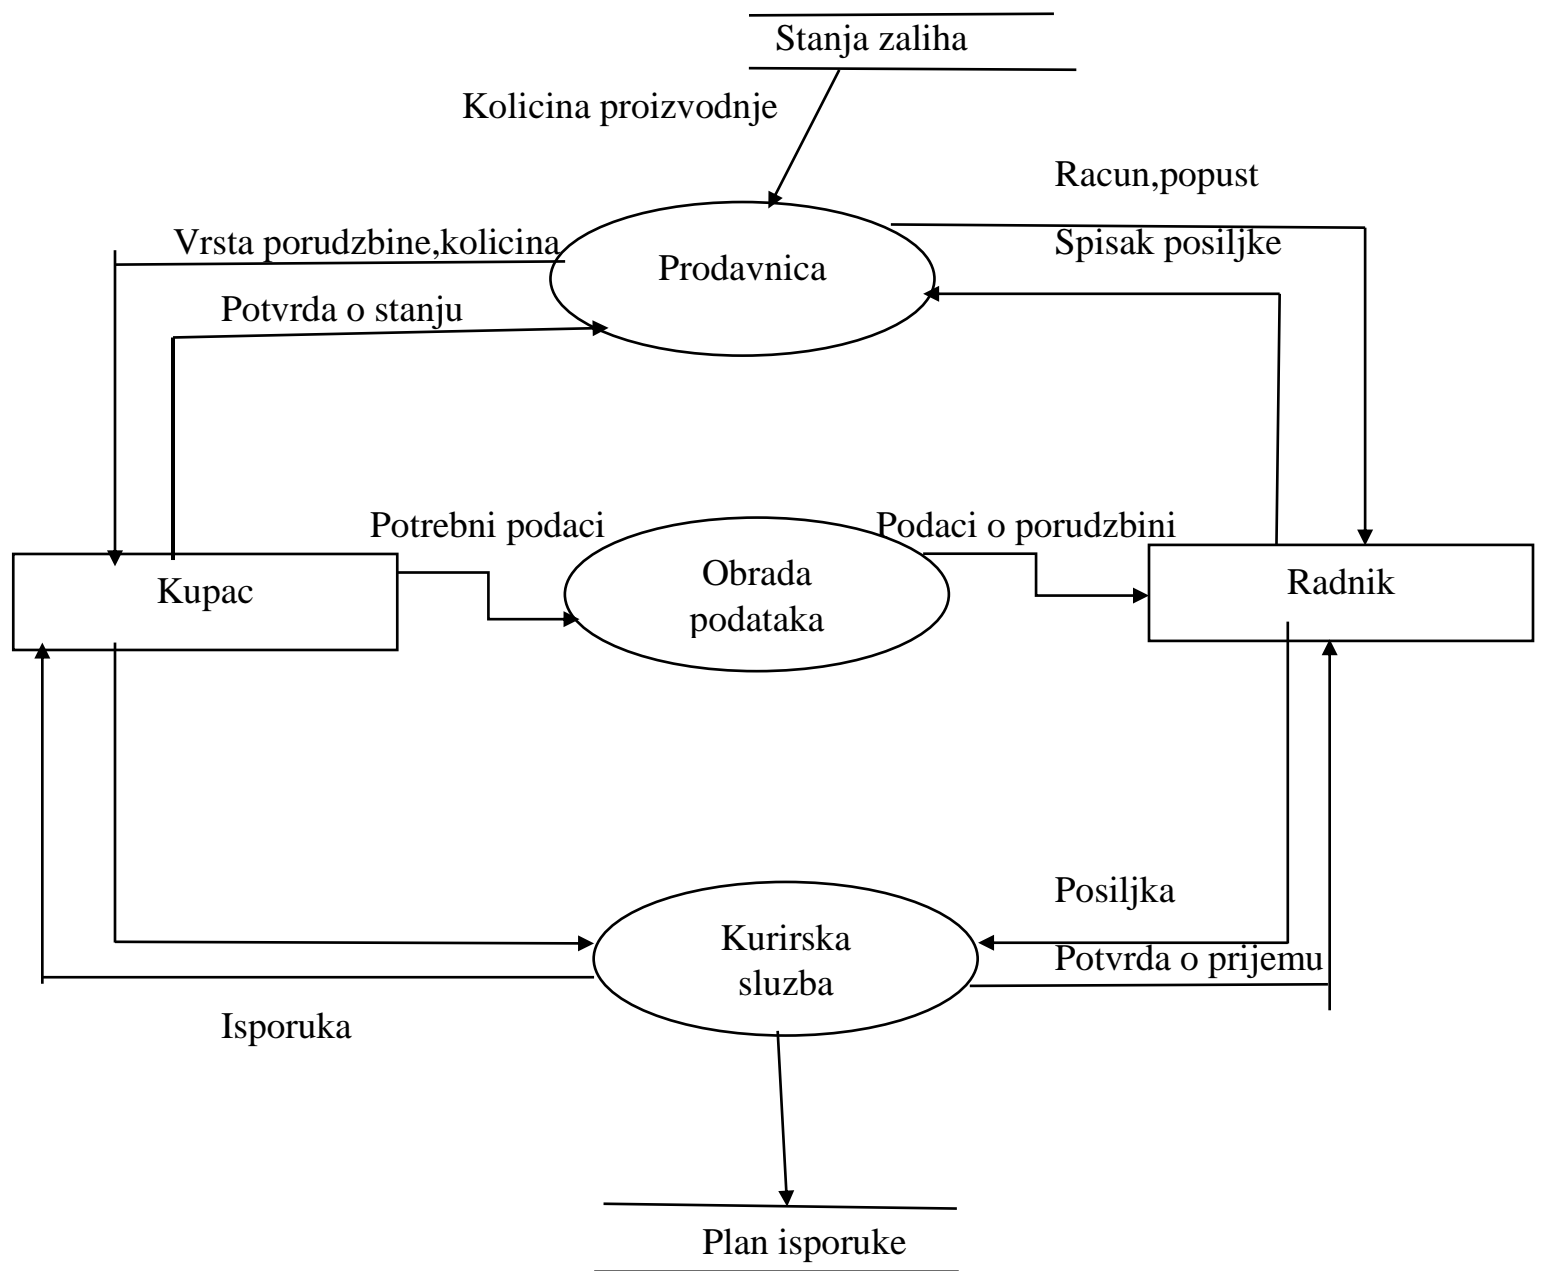 Stanja zaliha
Kolicina proizvodnje
Racun,popust
Vrsta porudzbine,kolicina
Spisak posiljke
Prodavnica
Potvrda o stanju
Potrebni podaci
Podaci o porudzbini
Kupac
Obrada
podataka
Radnik
Posiljka
Kurirska
sluzba
Potvrda o prijemu
Isporuka
Plan isporuke